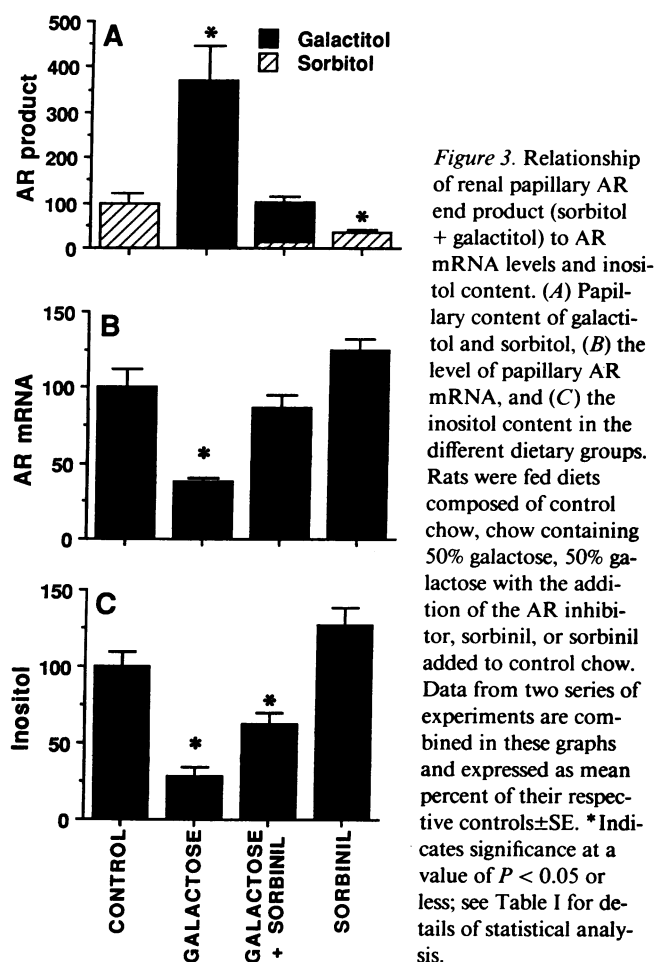 A
AR product
500
400
300
200
100
0
*
*
Galactitol
Sorbitol
B
AR mRNA
150
100
50
0
*
C
Inositol
150
100
50
0
*
*
CONTROL
GALACTOSE
GALACTOSE
+ SORBINIL
SORBINIL
Figure 3. Relationship
of renal papillary AR
end product (sorbitol
+ galactitol) to AR
mRNA levels and inosi-
tol content. (A) Papil-
lary content of galacti-
tol and sorbitol, (B) the
level of papillary AR
mRNA, and (C) the
inositol content in the
different dietary groups.
Rats were fed diets
composed of control
chow, chow containing
50% galactose, 50% ga-
lactose with the addi-
tion of the AR inhibi-
tor, sorbinil, or sorbinil
added to control chow.
Data from two series of
experiments are com-
bined in these graphs
and expressed as mean
percent of their respec-
tive controls±SE. *Indi-
cates significance at a
value of P < 0.05 or
less; see Table I for de-
tails of statistical analy-
sis.